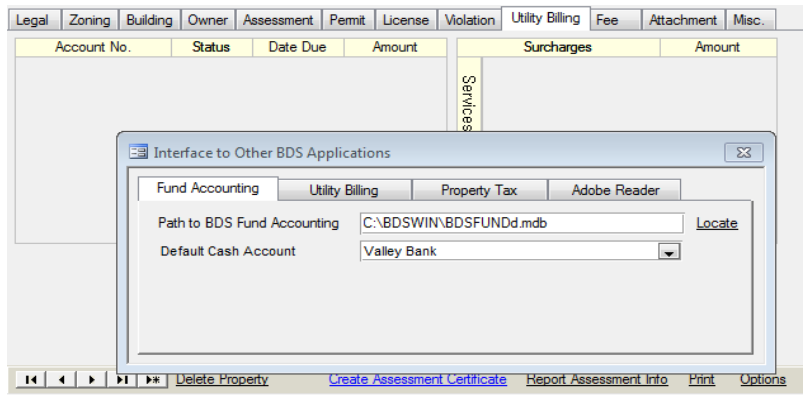 Legal Zoning Building Owner Assessment Permit License Violation Utility Billing Fee Attachment Misc.
Account No. Status Date Due Amount Surcharges Amount
Services
Interface to Other BDS Applications
Fund Accounting Utility Billing Property Tax Adobe Reader
Path to BDS Fund Accounting C:\BDSWIN\BDSFUNDd.mdb Locate
Default Cash Account Valley Bank
Delete Property Create Assessment Certificate Report Assessment Info Print Options